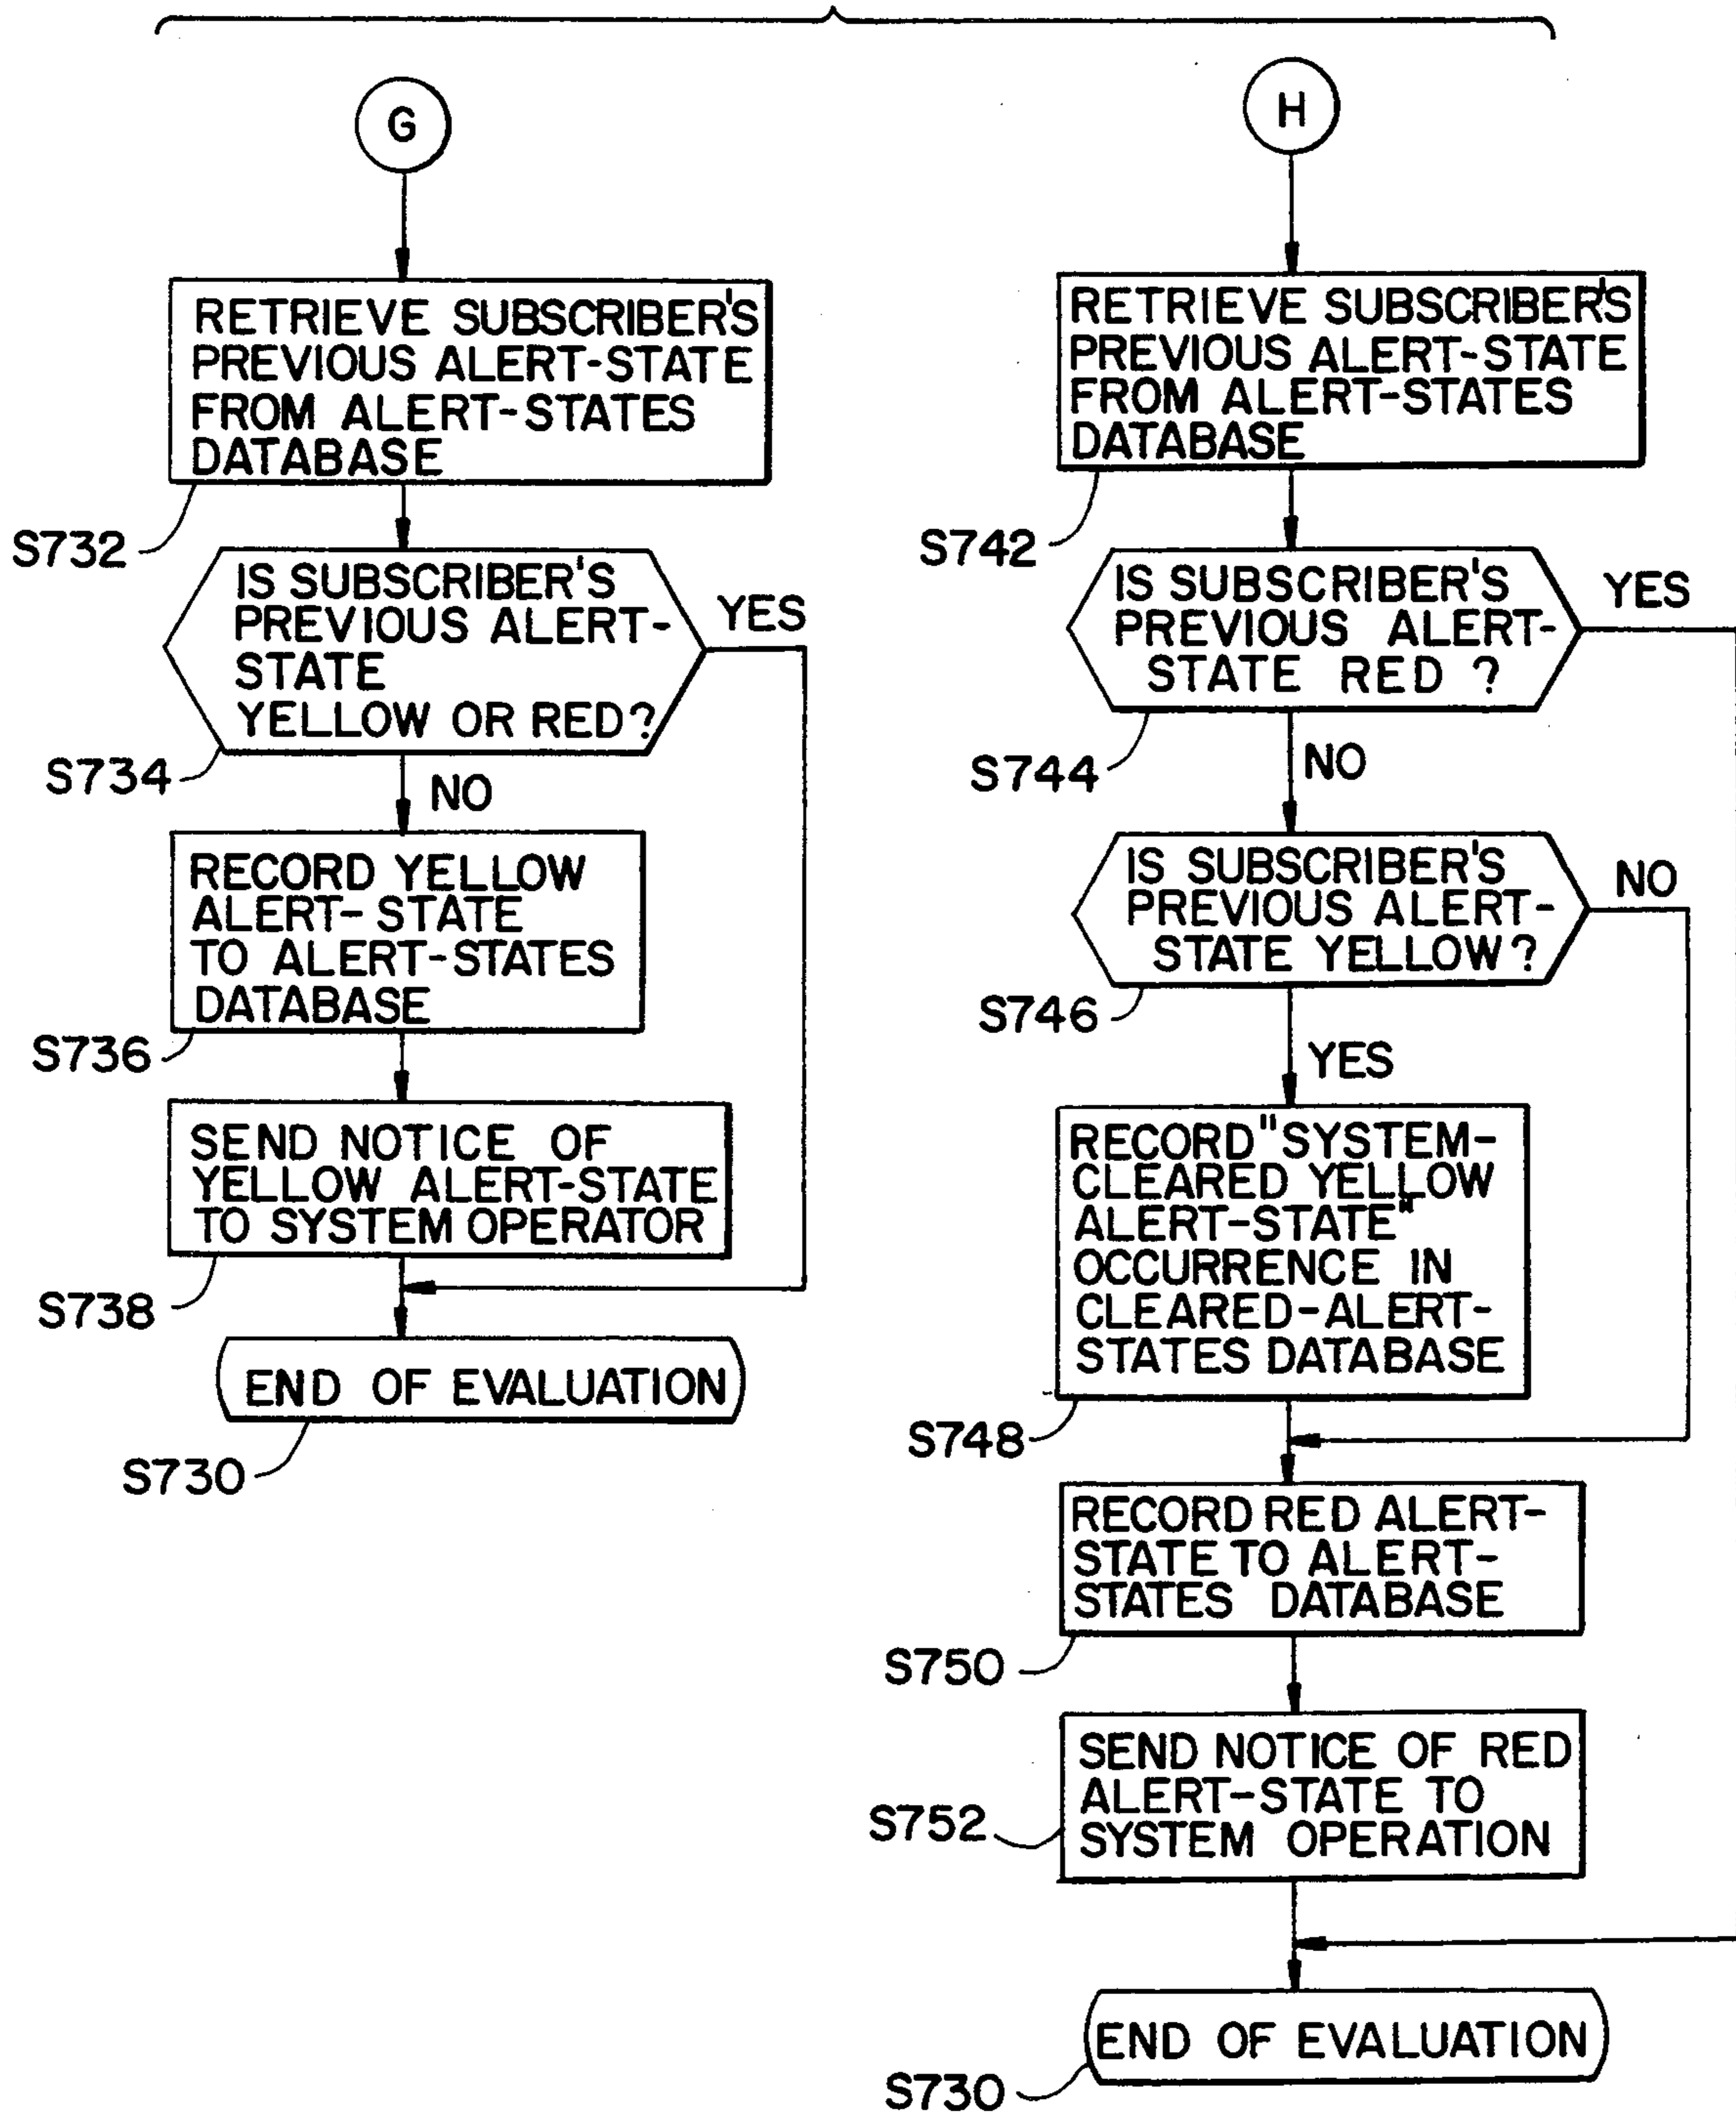 G
RETRIEVE SUBSCRIBER'S
PREVIOUS ALERT-STATE
FROM ALERT-STATES
DATABASE
S732
IS SUBSCRIBER'S
PREVIOUS ALERT-
STATE
YELLOW OR RED?
YES
S734
NO
RECORD YELLOW
ALERT-STATE
TO ALERT-STATES
DATABASE
S736
SEND NOTICE OF
YELLOW ALERT-STATE
TO SYSTEM OPERATOR
S738
END OF EVALUATION
S730
H
RETRIEVE SUBSCRIBER'S
PREVIOUS ALERT-STATE
FROM ALERT-STATES
DATABASE
S742
IS SUBSCRIBER'S
PREVIOUS ALERT-
STATE RED ?
YES
S744
NO
IS SUBSCRIBER'S
PREVIOUS ALERT-
STATE YELLOW ?
NO
S746
YES
RECORD "SYSTEM-
CLEARED YELLOW
ALERT-STATE"
OCCURRENCE IN
CLEARED-ALERT-
STATES DATABASE
S748
RECORD RED ALERT-
STATE TO ALERT-
STATES DATABASE
S750
SEND NOTICE OF RED
ALERT-STATE TO
SYSTEM OPERATION
S752
END OF EVALUATION
S730